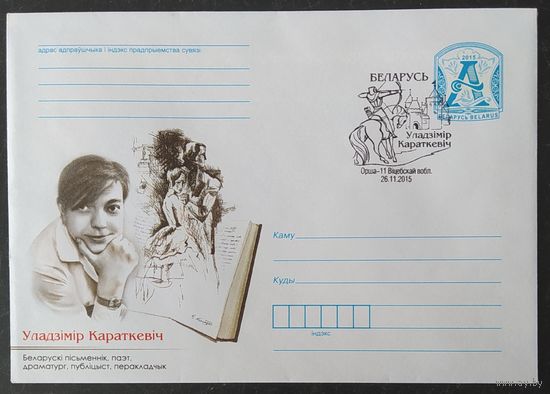 адрас адпраўшчыка і індэкс прадпрыемства сувязі
2015
А
БЕЛАРУСЬ BELARUS
БЕЛАРУСЬ
Уладзімір
Караткевіч
Орша-11 Віцебскай вобл.
26.11.2015
Каму
Куды
індэкс
Уладзімір Караткевіч
Беларускі пісьменнік, паэт,
драматург, публіцыст, перакладчык